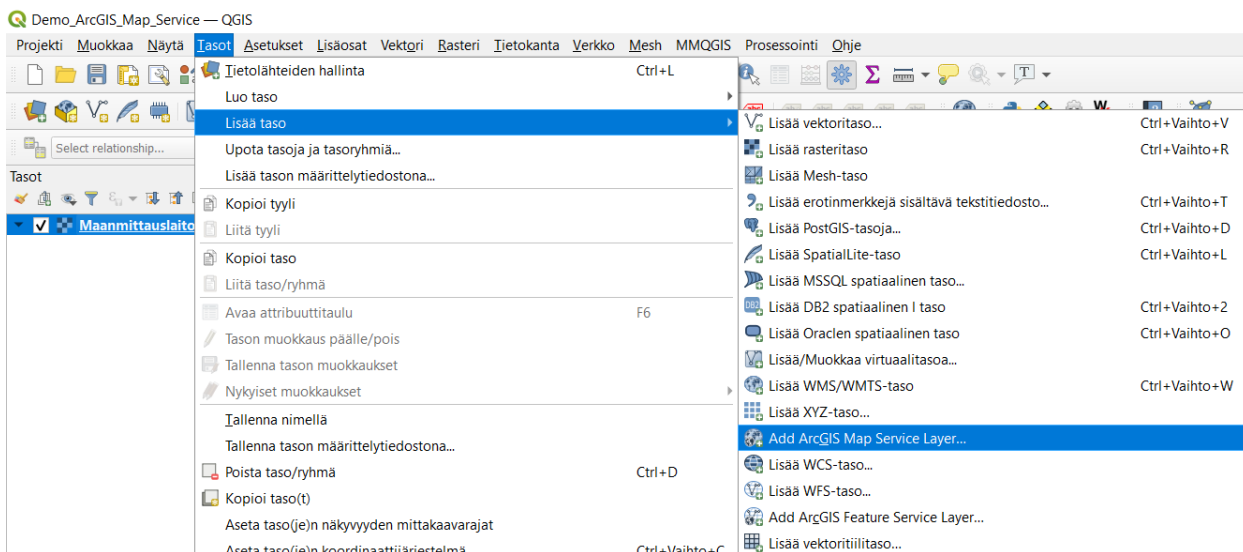 Demo_ArcGIS_Map_Service — QGIS
Projekti Muokkaa Näytä Tasot Asetukset Lisäosat Vektori Rasteri Tietokanta Verkko Mesh MMQGIS Prosessointi Ohje
Select relationship...
Tasot
Maanmittauslaito
Tietolähteiden hallinta Ctrl+L
Luo taso
Lisää taso
Upota tasoja ja tasoryhmiä...
Lisää tason määrittelytiedostona...
Kopioi tyyli
Liitä tyyli
Kopioi taso
Liitä taso/ryhmä
Avaa attribuuttitaulu F6
Tason muokkaus päälle/pois
Tallenna tason muokkaukset
Nykyiset muokkaukset
Tallenna nimellä
Tallenna tason määrittelytiedostona...
Poista taso/ryhmä Ctrl+D
Kopioi taso(t)
Aseta taso(je)n näkyvyyden mittakaavarajat
Aseta taso(je)n koordinaattijärjestelmä Ctrl+Vaihto+C
Lisää vektoritaso... Ctrl+Vaihto+V
Lisää rasteritaso Ctrl+Vaihto+R
Lisää Mesh-taso
Lisää erotinmerkkejä sisältävä tekstitiedosto... Ctrl+Vaihto+T
Lisää PostGIS-tasoja... Ctrl+Vaihto+D
Lisää SpatialLite-taso Ctrl+Vaihto+L
Lisää MSSQL spatiaalinen taso...
Lisää DB2 spatiaalinen l taso Ctrl+Vaihto+2
Lisää Oraclen spatiaalinen taso Ctrl+Vaihto+O
Lisää/Muokkaa virtuaalitasoa...
Lisää WMS/WMTS-taso Ctrl+Vaihto+W
Lisää XYZ-taso...
Add ArcGIS Map Service Layer...
Lisää WCS-taso...
Lisää WFS-taso...
Add ArcGIS Feature Service Layer...
Lisää vektoritiilitaso...